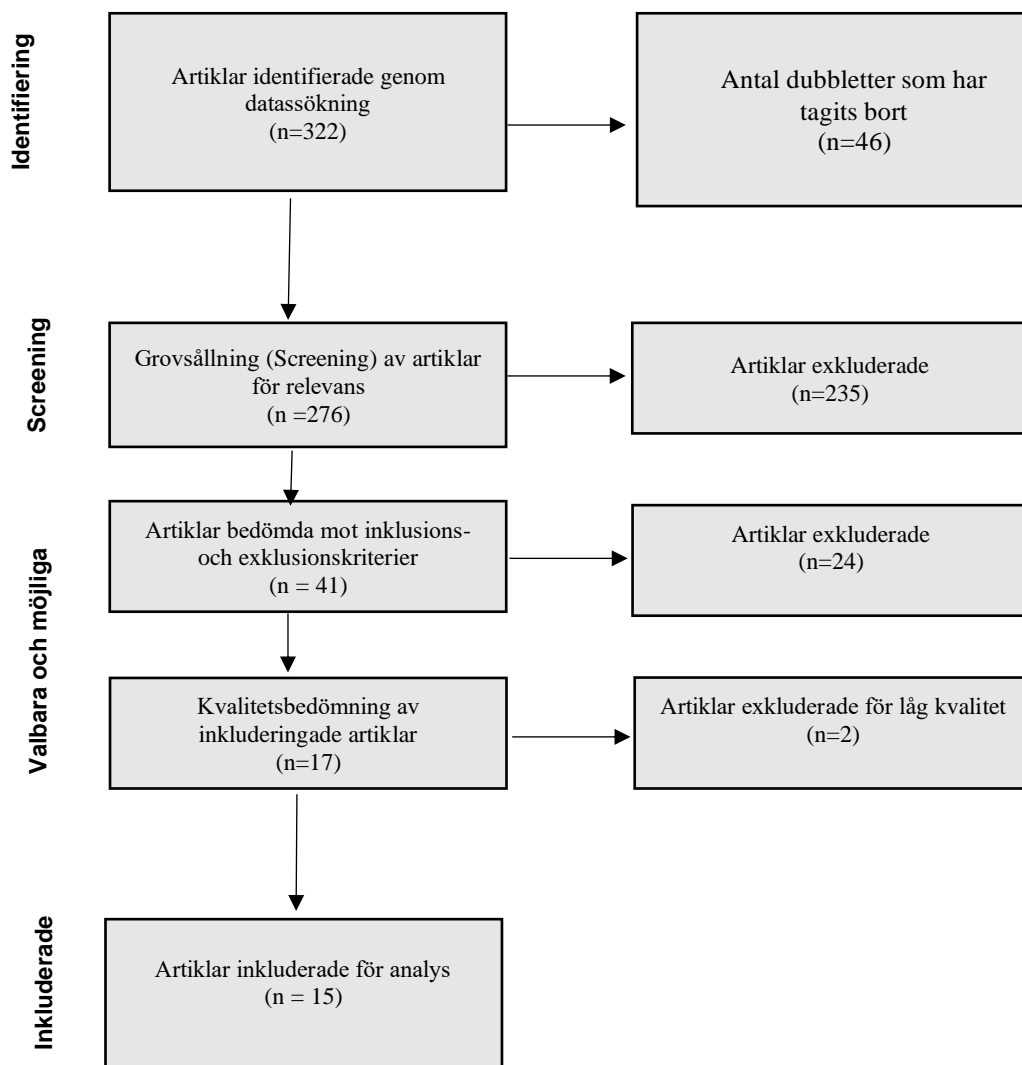 Identifiering
Artiklar identifierade genom
datassökning
(n=322)
Antal dubbletter som har
tagits bort
(n=46)
Screening
Grovsållning (Screening) av artiklar
för relevans
(n =276)
Artiklar exkluderade
(n=235)
Valbara och möjliga
Artiklar bedömda mot inklusions-
och exklusionskriterier
(n = 41)
Artiklar exkluderade
(n=24)
Kvalitetsbedömning av
inkluderingade artiklar
(n=17)
Artiklar exkluderade för låg kvalitet
(n=2)
Inkluderade
Artiklar inkluderade för analys
(n = 15)